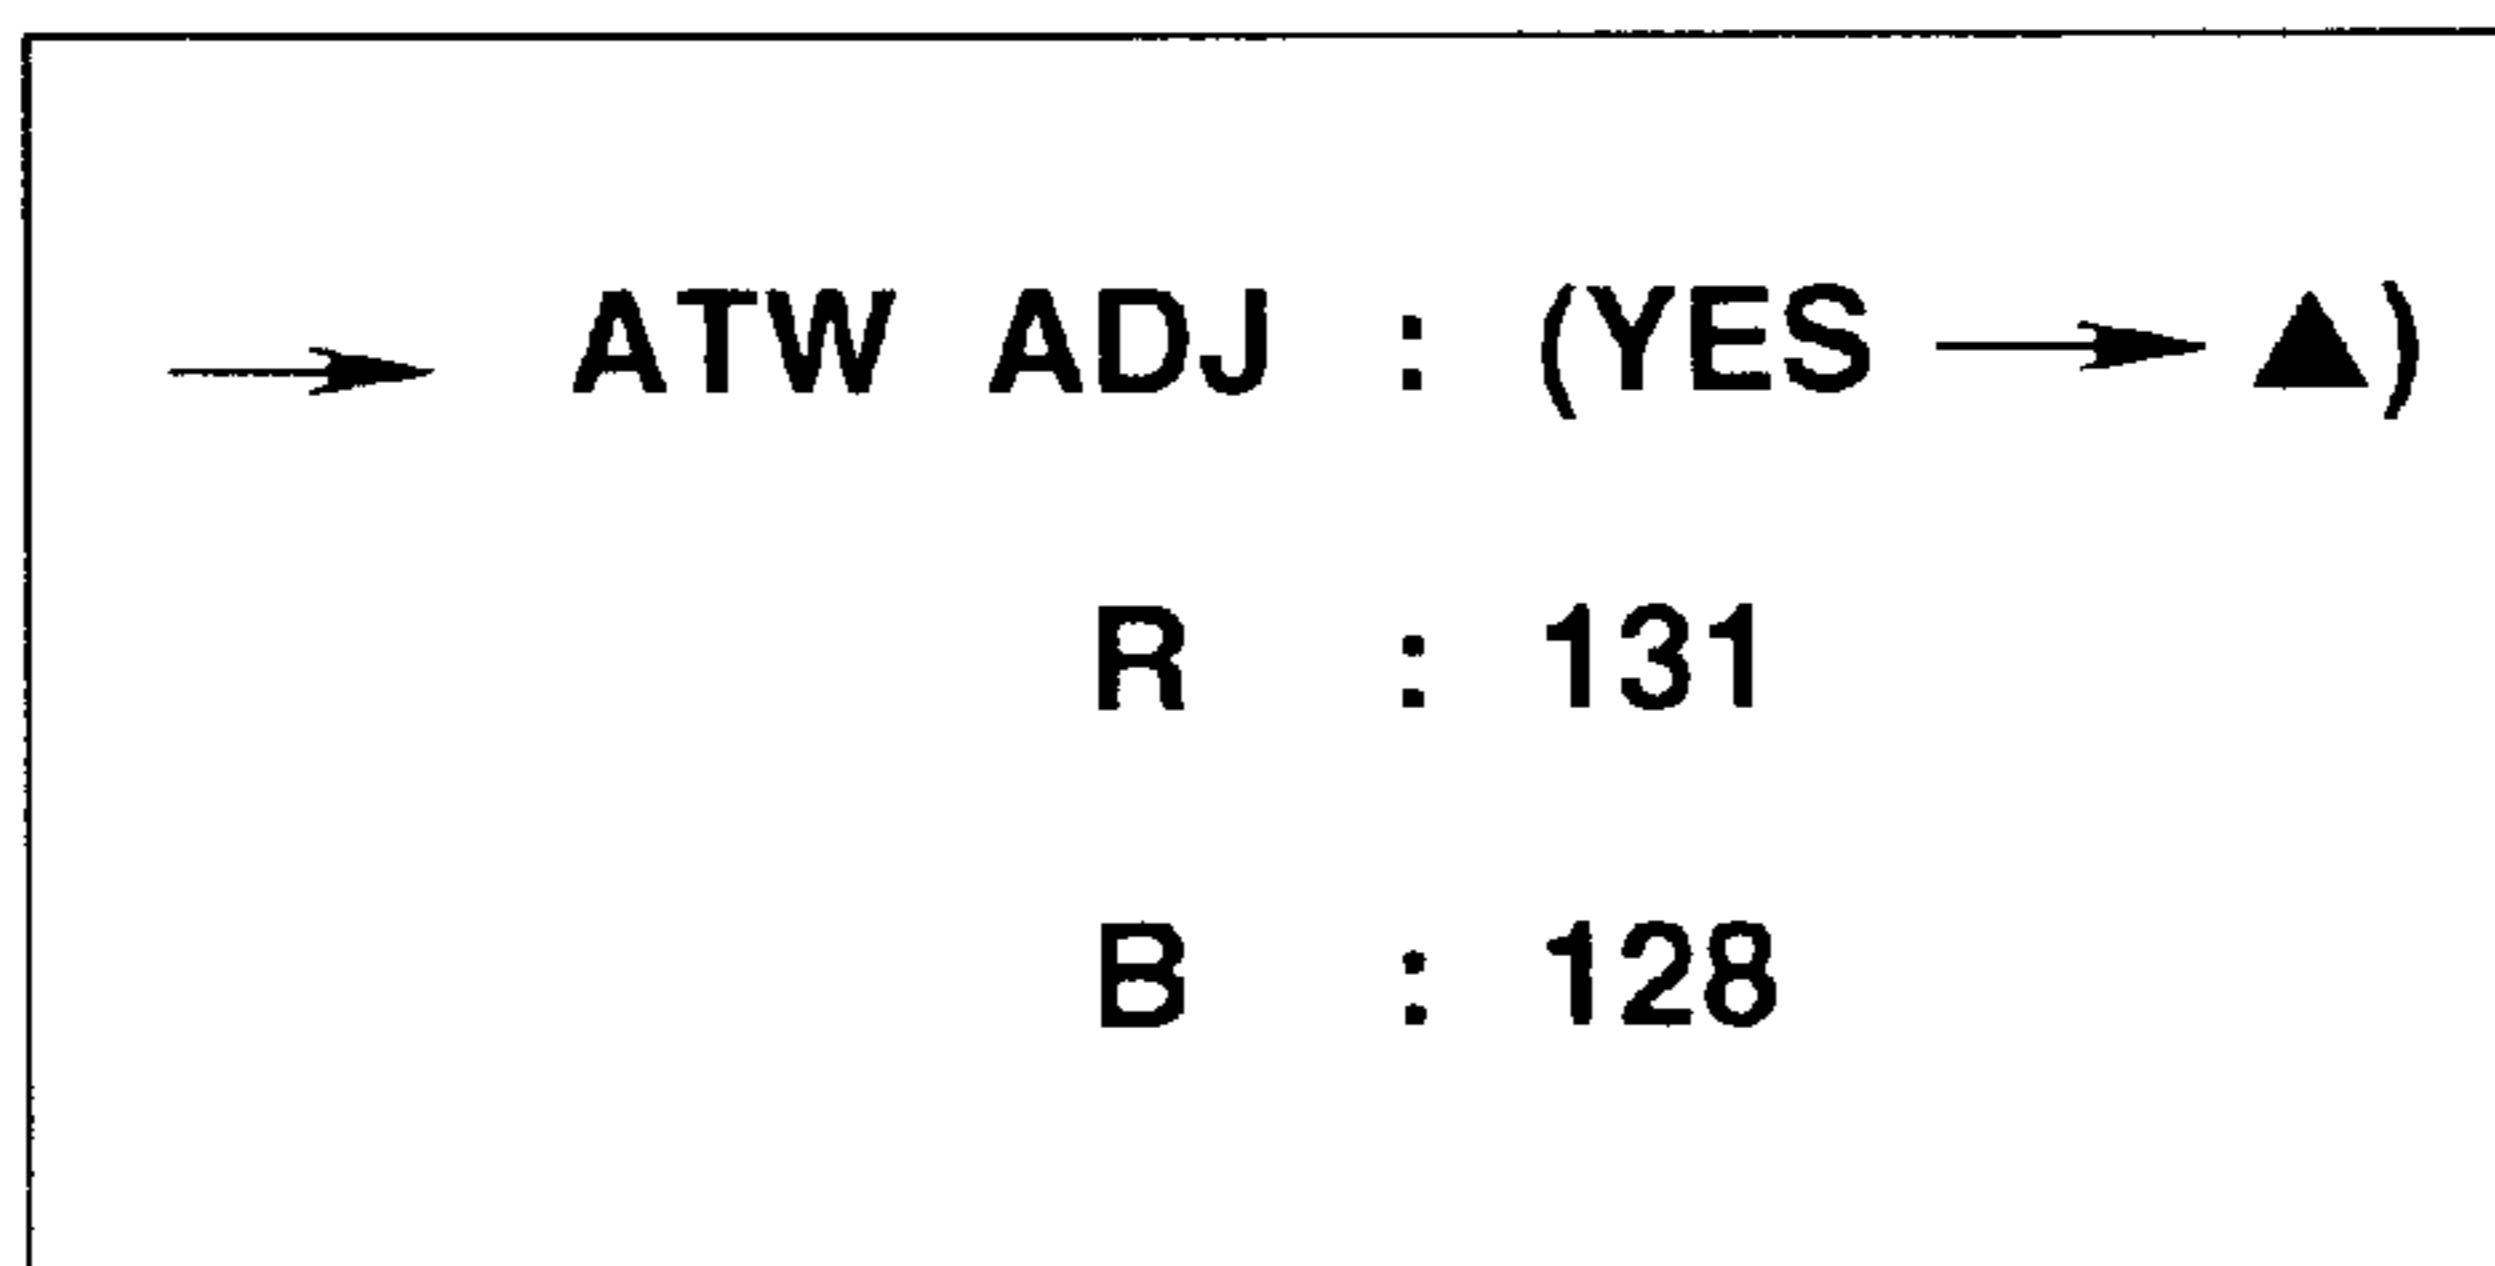 → ATW ADJ : (YES → ▲)
R : 131
B : 128